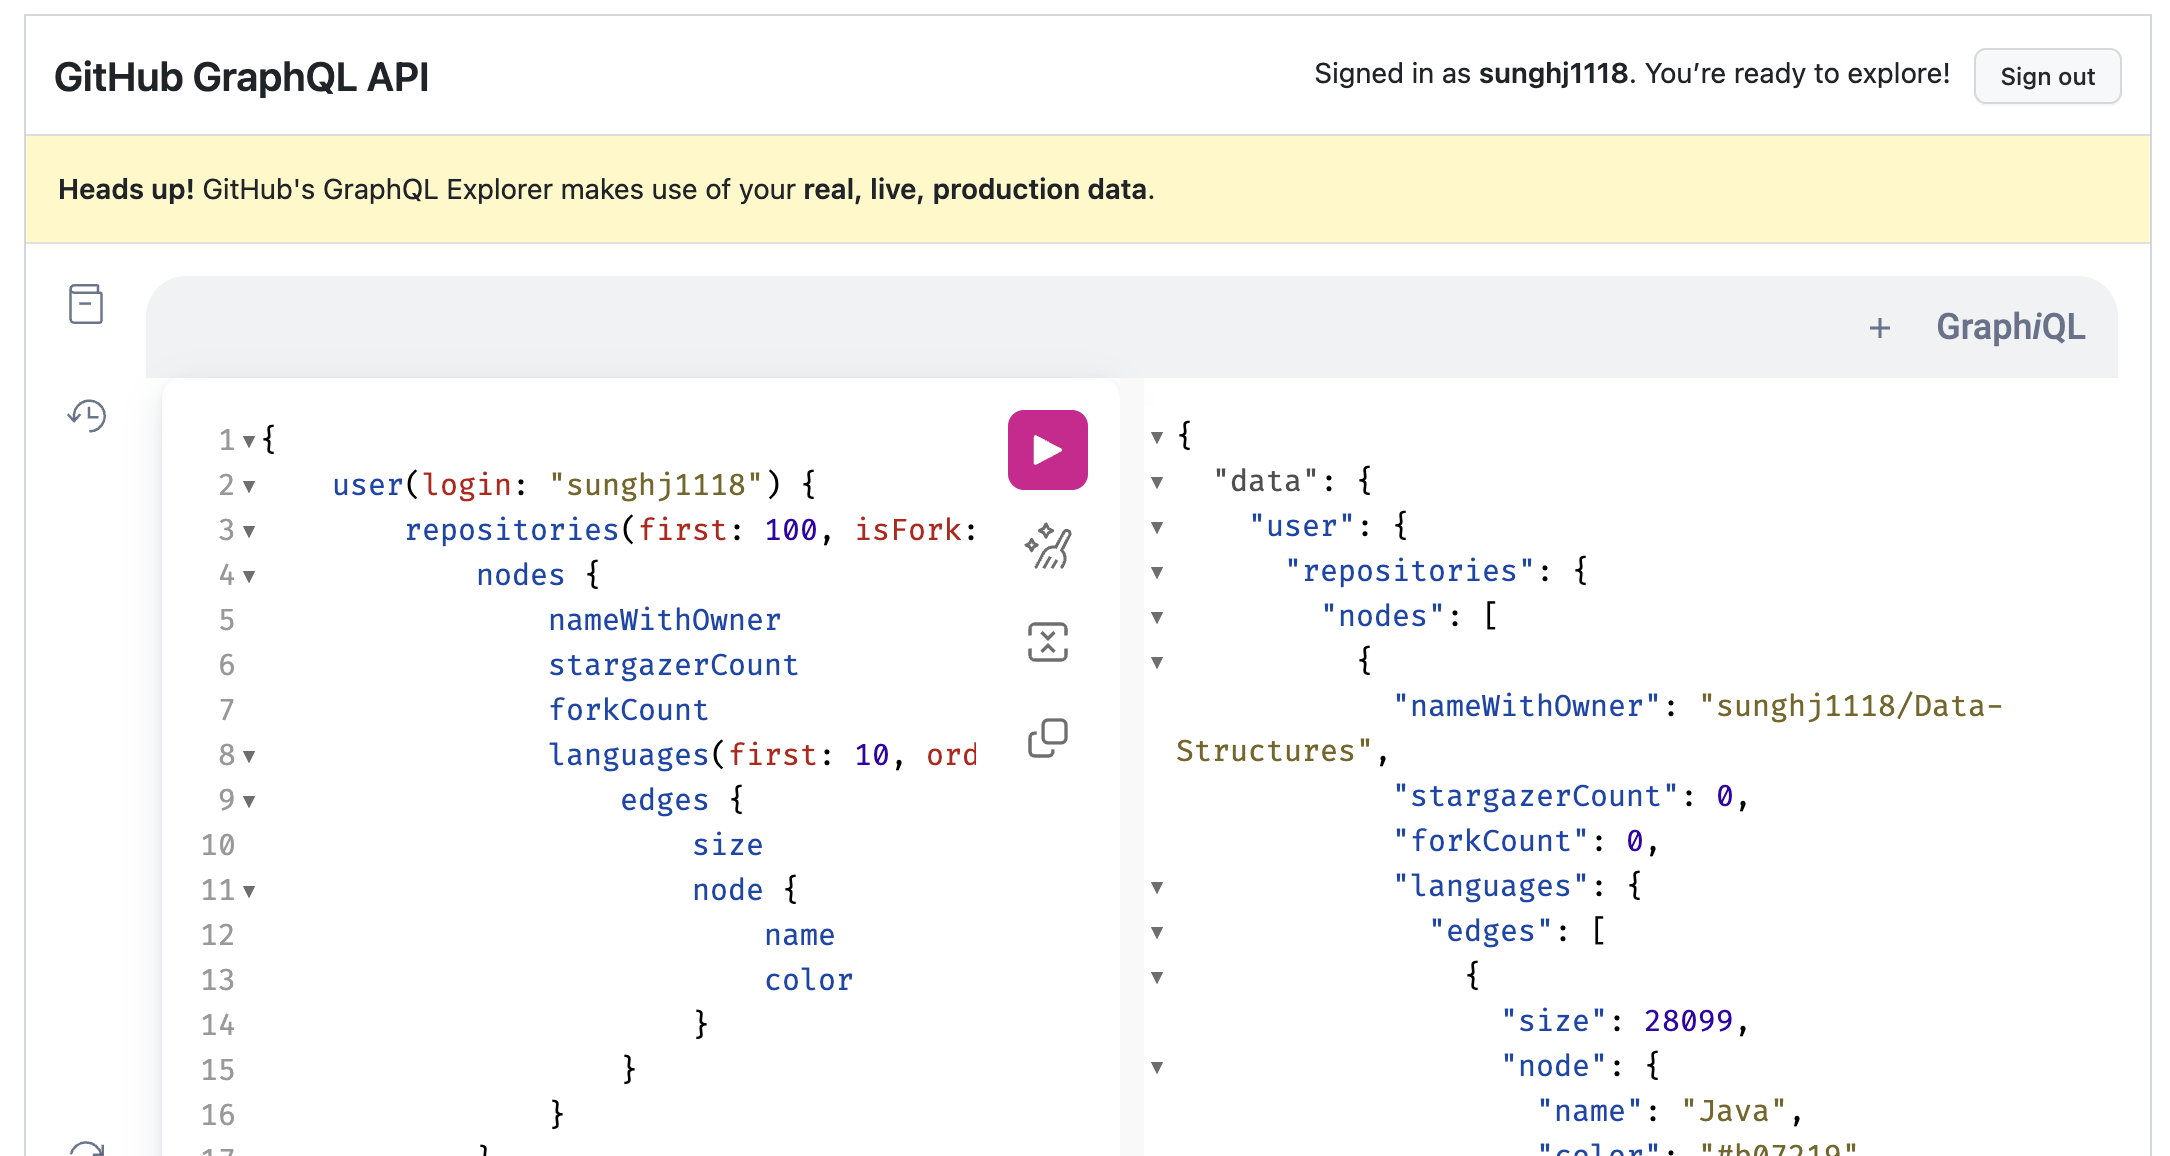 GitHub GraphQL API
Signed in as sunghj1118. You’re ready to explore!
Sign out
Heads up! GitHub's GraphQL Explorer makes use of your real, live, production data.
+ GraphiQL
1 {
2 user(login: "sunghj1118") {
3 repositories(first: 100, isFork:
4 nodes {
5 nameWithOwner
6 stargazerCount
7 forkCount
8 languages(first: 10, ord
9 edges {
10 size
11 node {
12 name
13 color
14 }
15 }
16 }
17 }
{
"data": {
"user": {
"repositories": {
"nodes": [
{
"nameWithOwner": "sunghj1118/Data-
Structures",
"stargazerCount": 0,
"forkCount": 0,
"languages": {
"edges": [
{
"size": 28099,
"node": {
"name": "Java",
"color": "#b07219"